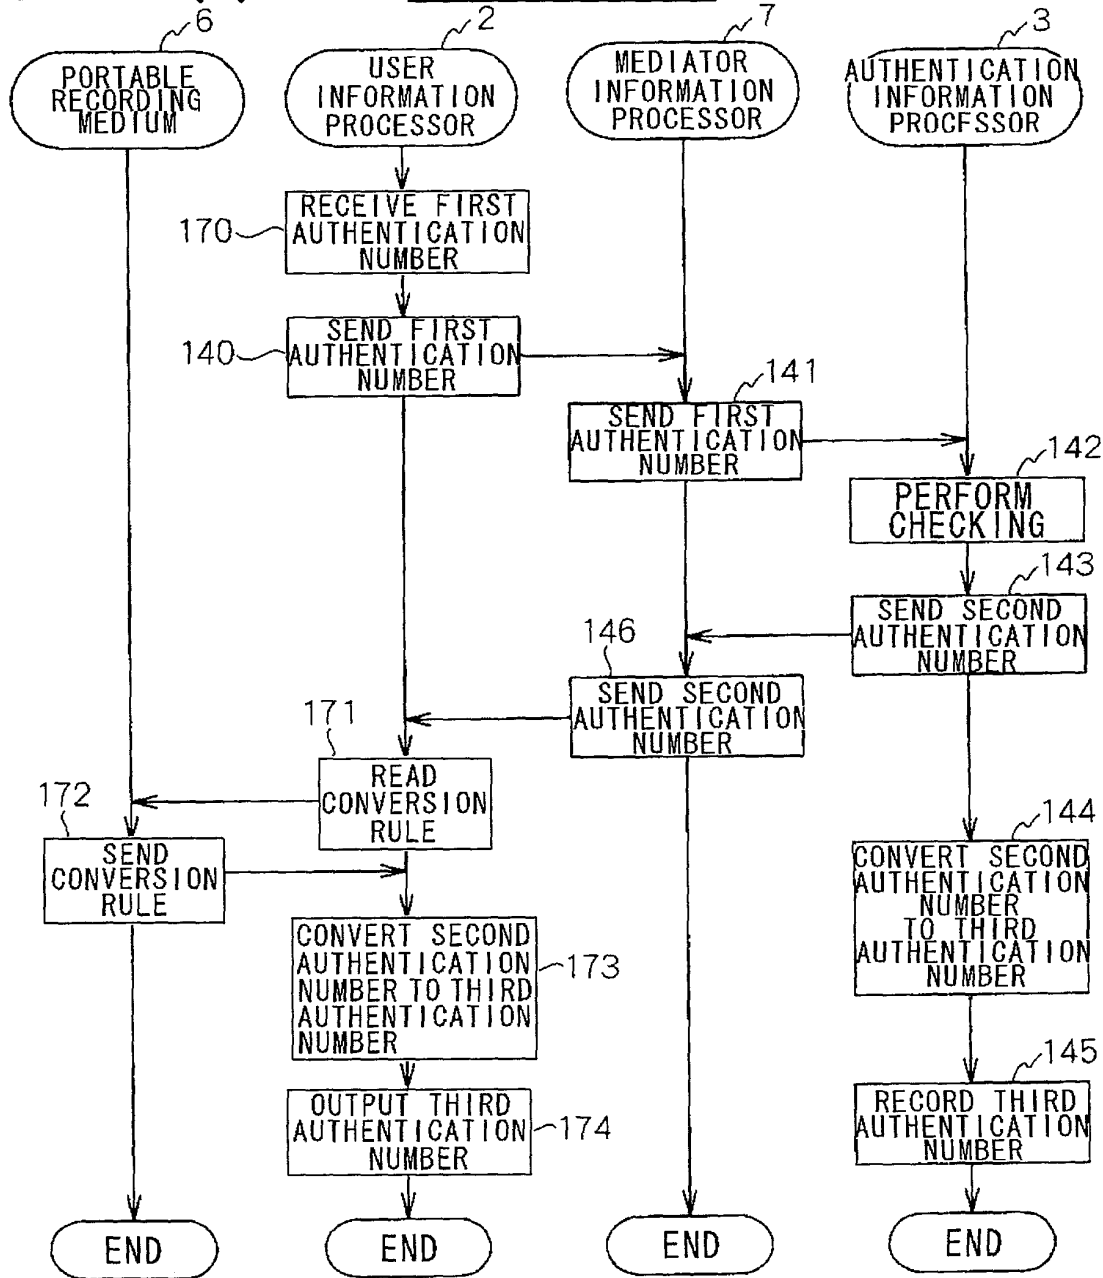 6
PORTABLE
RECORDING
MEDIUM
2
USER
INFORMATION
PROCESSOR
7
MEDIATOR
INFORMATION
PROCESSOR
3
AUTHENTICATION
INFORMATION
PROCFSSOR
170
RECEIVE FIRST
AUTHENTICATION
NUMBER
140
SEND FIRST
AUTHENTICATION
NUMBER
141
SEND FIRST
AUTHENTICATION
NUMBER
142
PERFORM
CHECKING
143
SEND SECOND
AUTHENTICATION
NUMBER
146
SEND SECOND
AUTHENTICATION
NUMBER
171
READ
CONVERSION
RULE
172
SEND
CONVERSION
RULE
144
CONVERT SECOND
AUTHENTICATION
NUMBER
TO THIRD
AUTHENTICATION
NUMBER
CONVERT SECOND
AUTHENTICATION
NUMBER TO THIRD
AUTHENTICATION
NUMBER
173
145
RECORD THIRD
AUTHENTICATION
NUMBER
OUTPUT THIRD
AUTHENTICATION
NUMBER
174
END
END
END
END